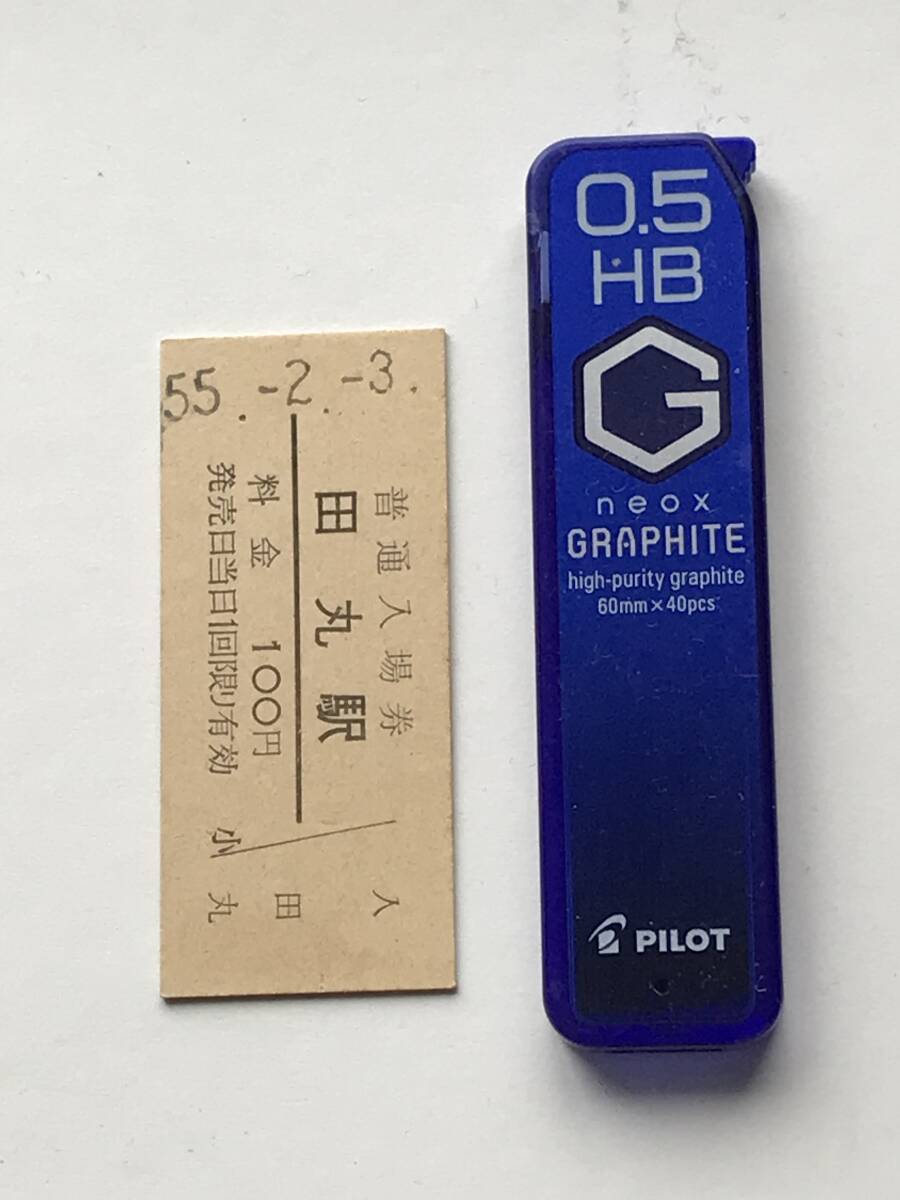 55.-2.-3.
普通入場券
田丸駅
料金 100円
発売日当日1回限り有効
小
入
田
丸
0.5
HB
G
neox
GRAPHITE
high-purity graphite
60mm×40pcs
PILOT